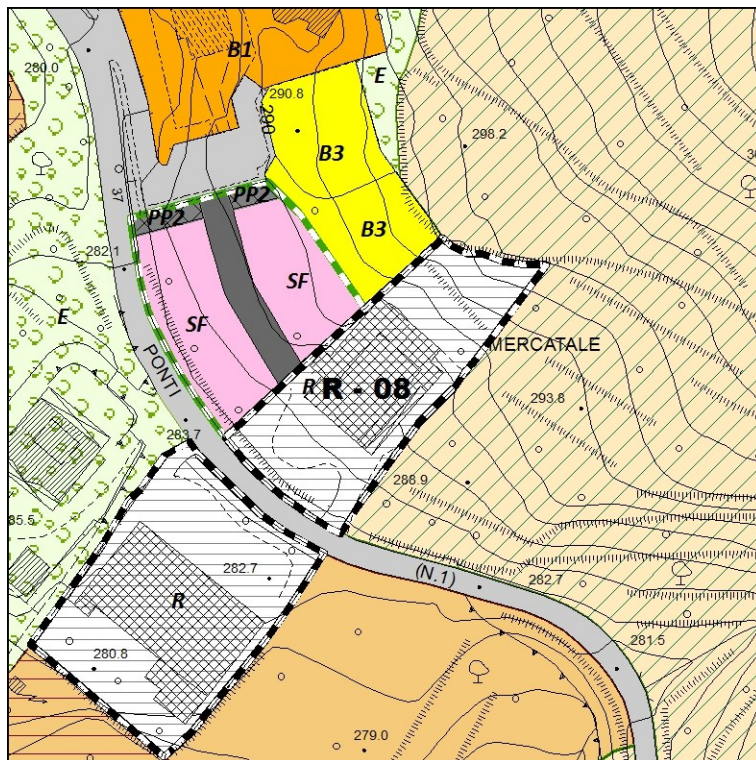 B1
280.0
E
290.8
290
298.2
B3
37
PP2
PP2
B3
282.1
SF
E
SF
MERCATALE
PONTI
R
R - 08
293.8
283.7
288.9
85.5
282.7
(N.1)
282.7
R
281.5
280.8
279.0